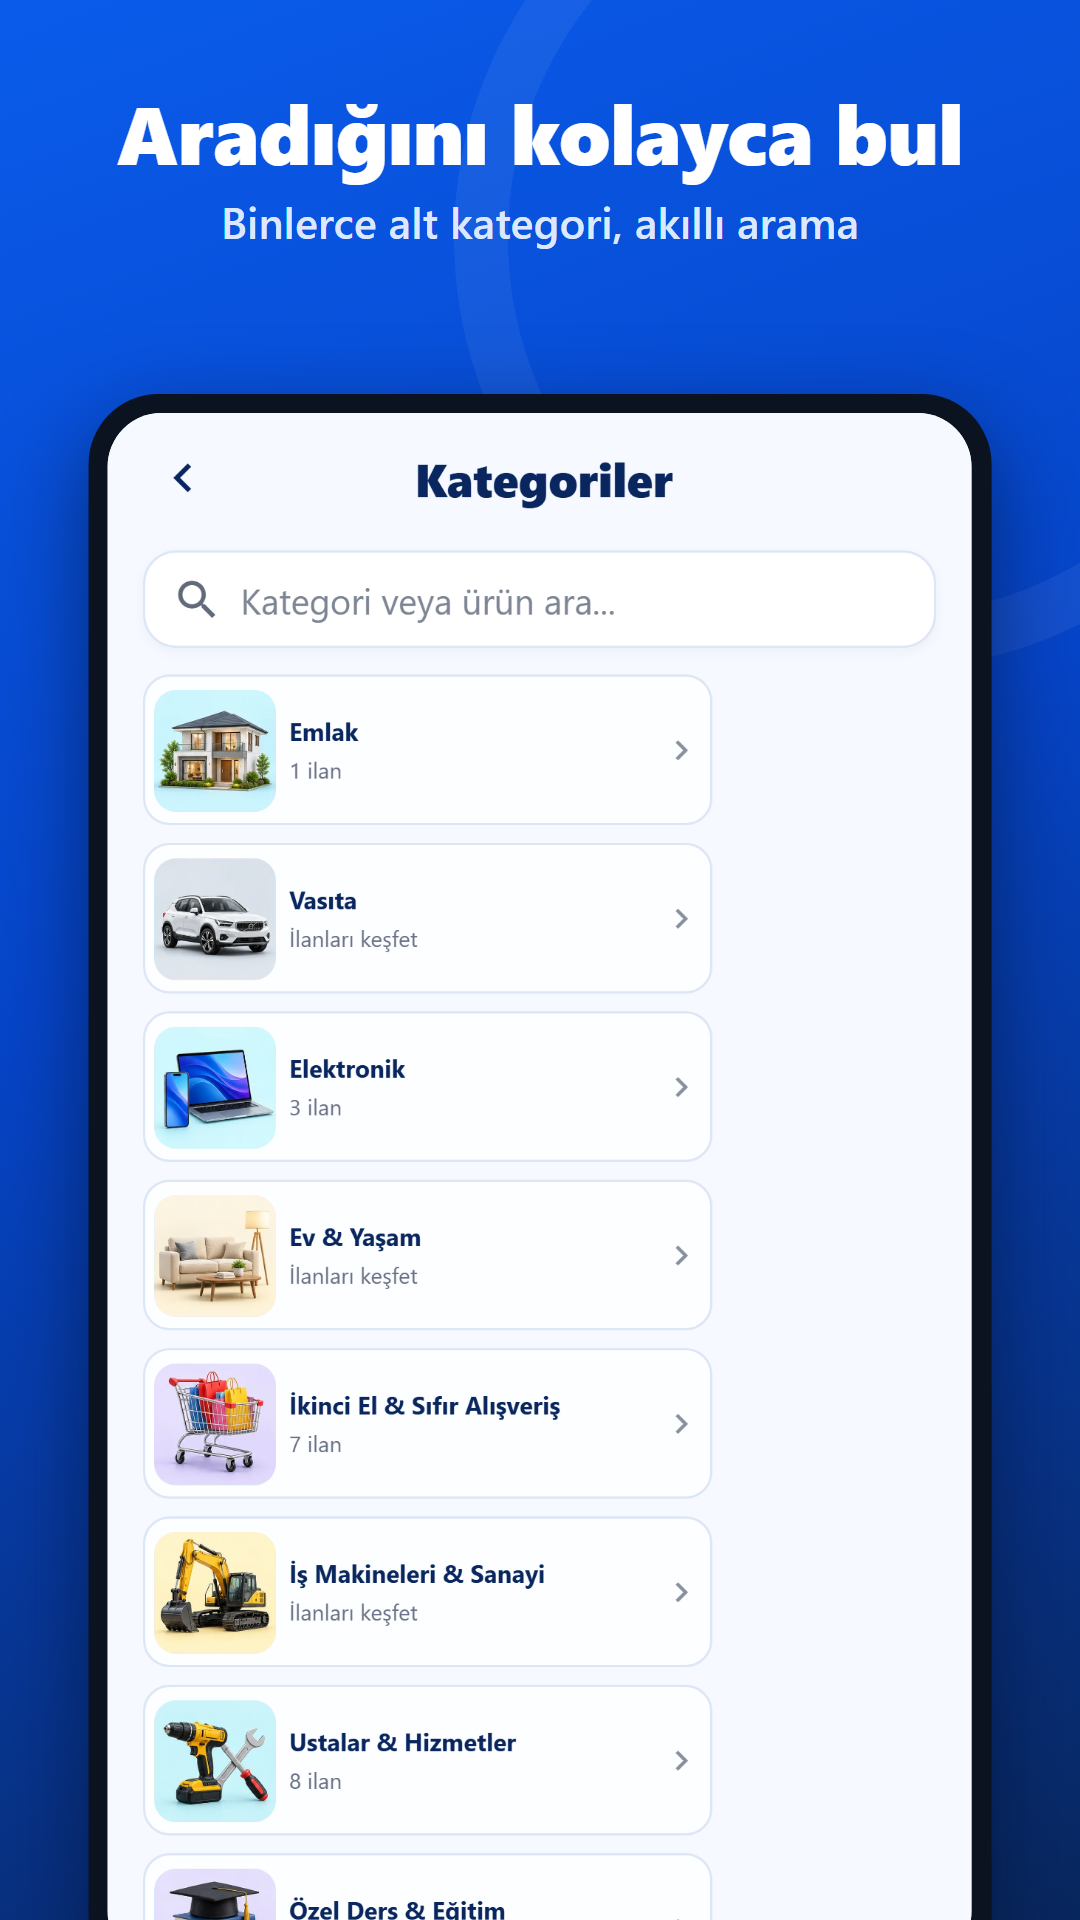 Aradığını kolayca bul
Binlerce alt kategori, akıllı arama
Kategoriler
Kategori veya ürün ara...
Emlak
1 ilan
Vasıta
İlanları keşfet
Elektronik
3 ilan
Ev & Yaşam
İlanları keşfet
İkinci El & Sıfır Alışveriş
7 ilan
İş Makineleri & Sanayi
İlanları keşfet
Ustalar & Hizmetler
8 ilan
Özel Ders & Eğitim